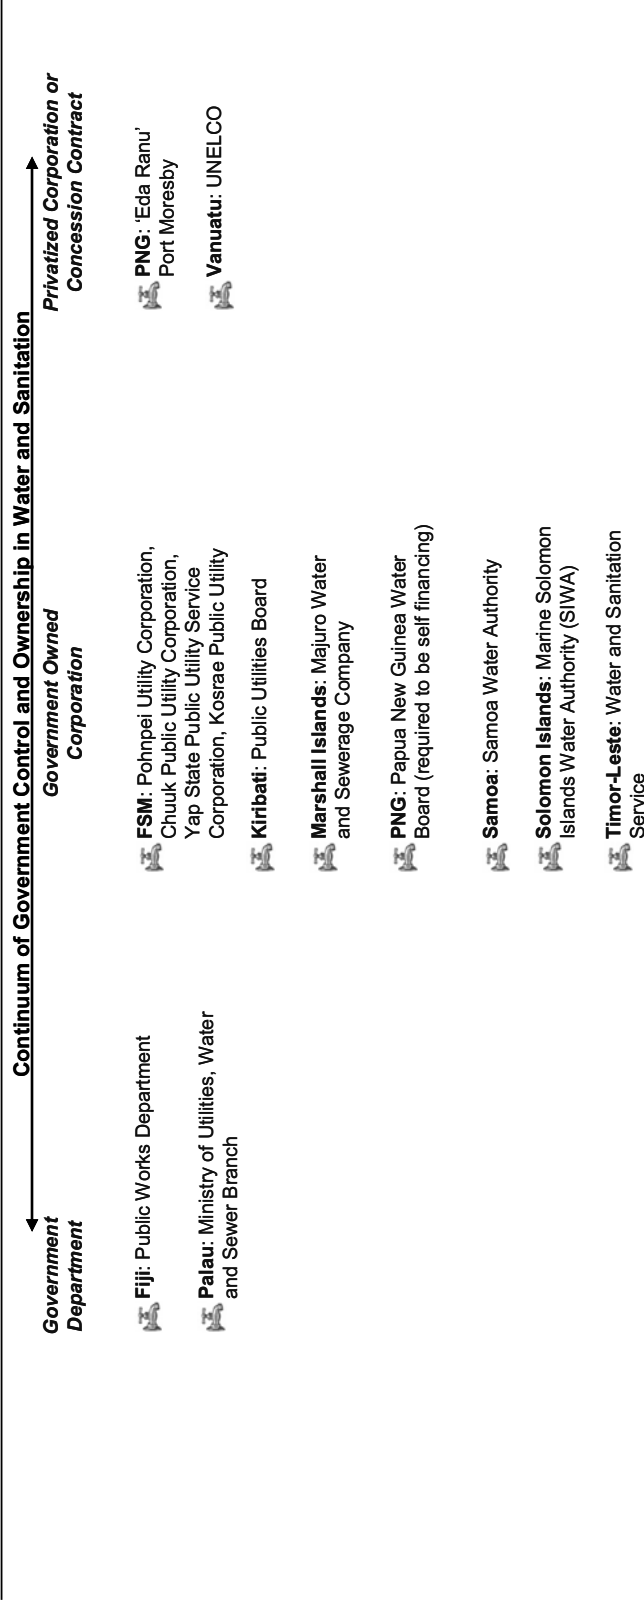 Continuum of Government Control and Ownership in Water and Sanitation
Government
Department
Government Owned
Corporation
Privatized Corporation or
Concession Contract
Fiji: Public Works Department
Palau: Ministry of Utilities, Water
and Sewer Branch
FSM: Pohnpei Utility Corporation,
Chuuk Public Utility Corporation,
Yap State Public Utility Service
Corporation, Kosrae Public Utility
Kiribati: Public Utilities Board
Marshall Islands: Majuro Water
and Sewerage Company
PNG: Papua New Guinea Water
Board (required to be self financing)
Samoa: Samoa Water Authority
Solomon Islands: Marine Solomon
Islands Water Authority (SIWA)
Timor-Leste: Water and Sanitation
Service
PNG: ‘Eda Ranu’
Port Moresby
Vanuatu: UNELCO